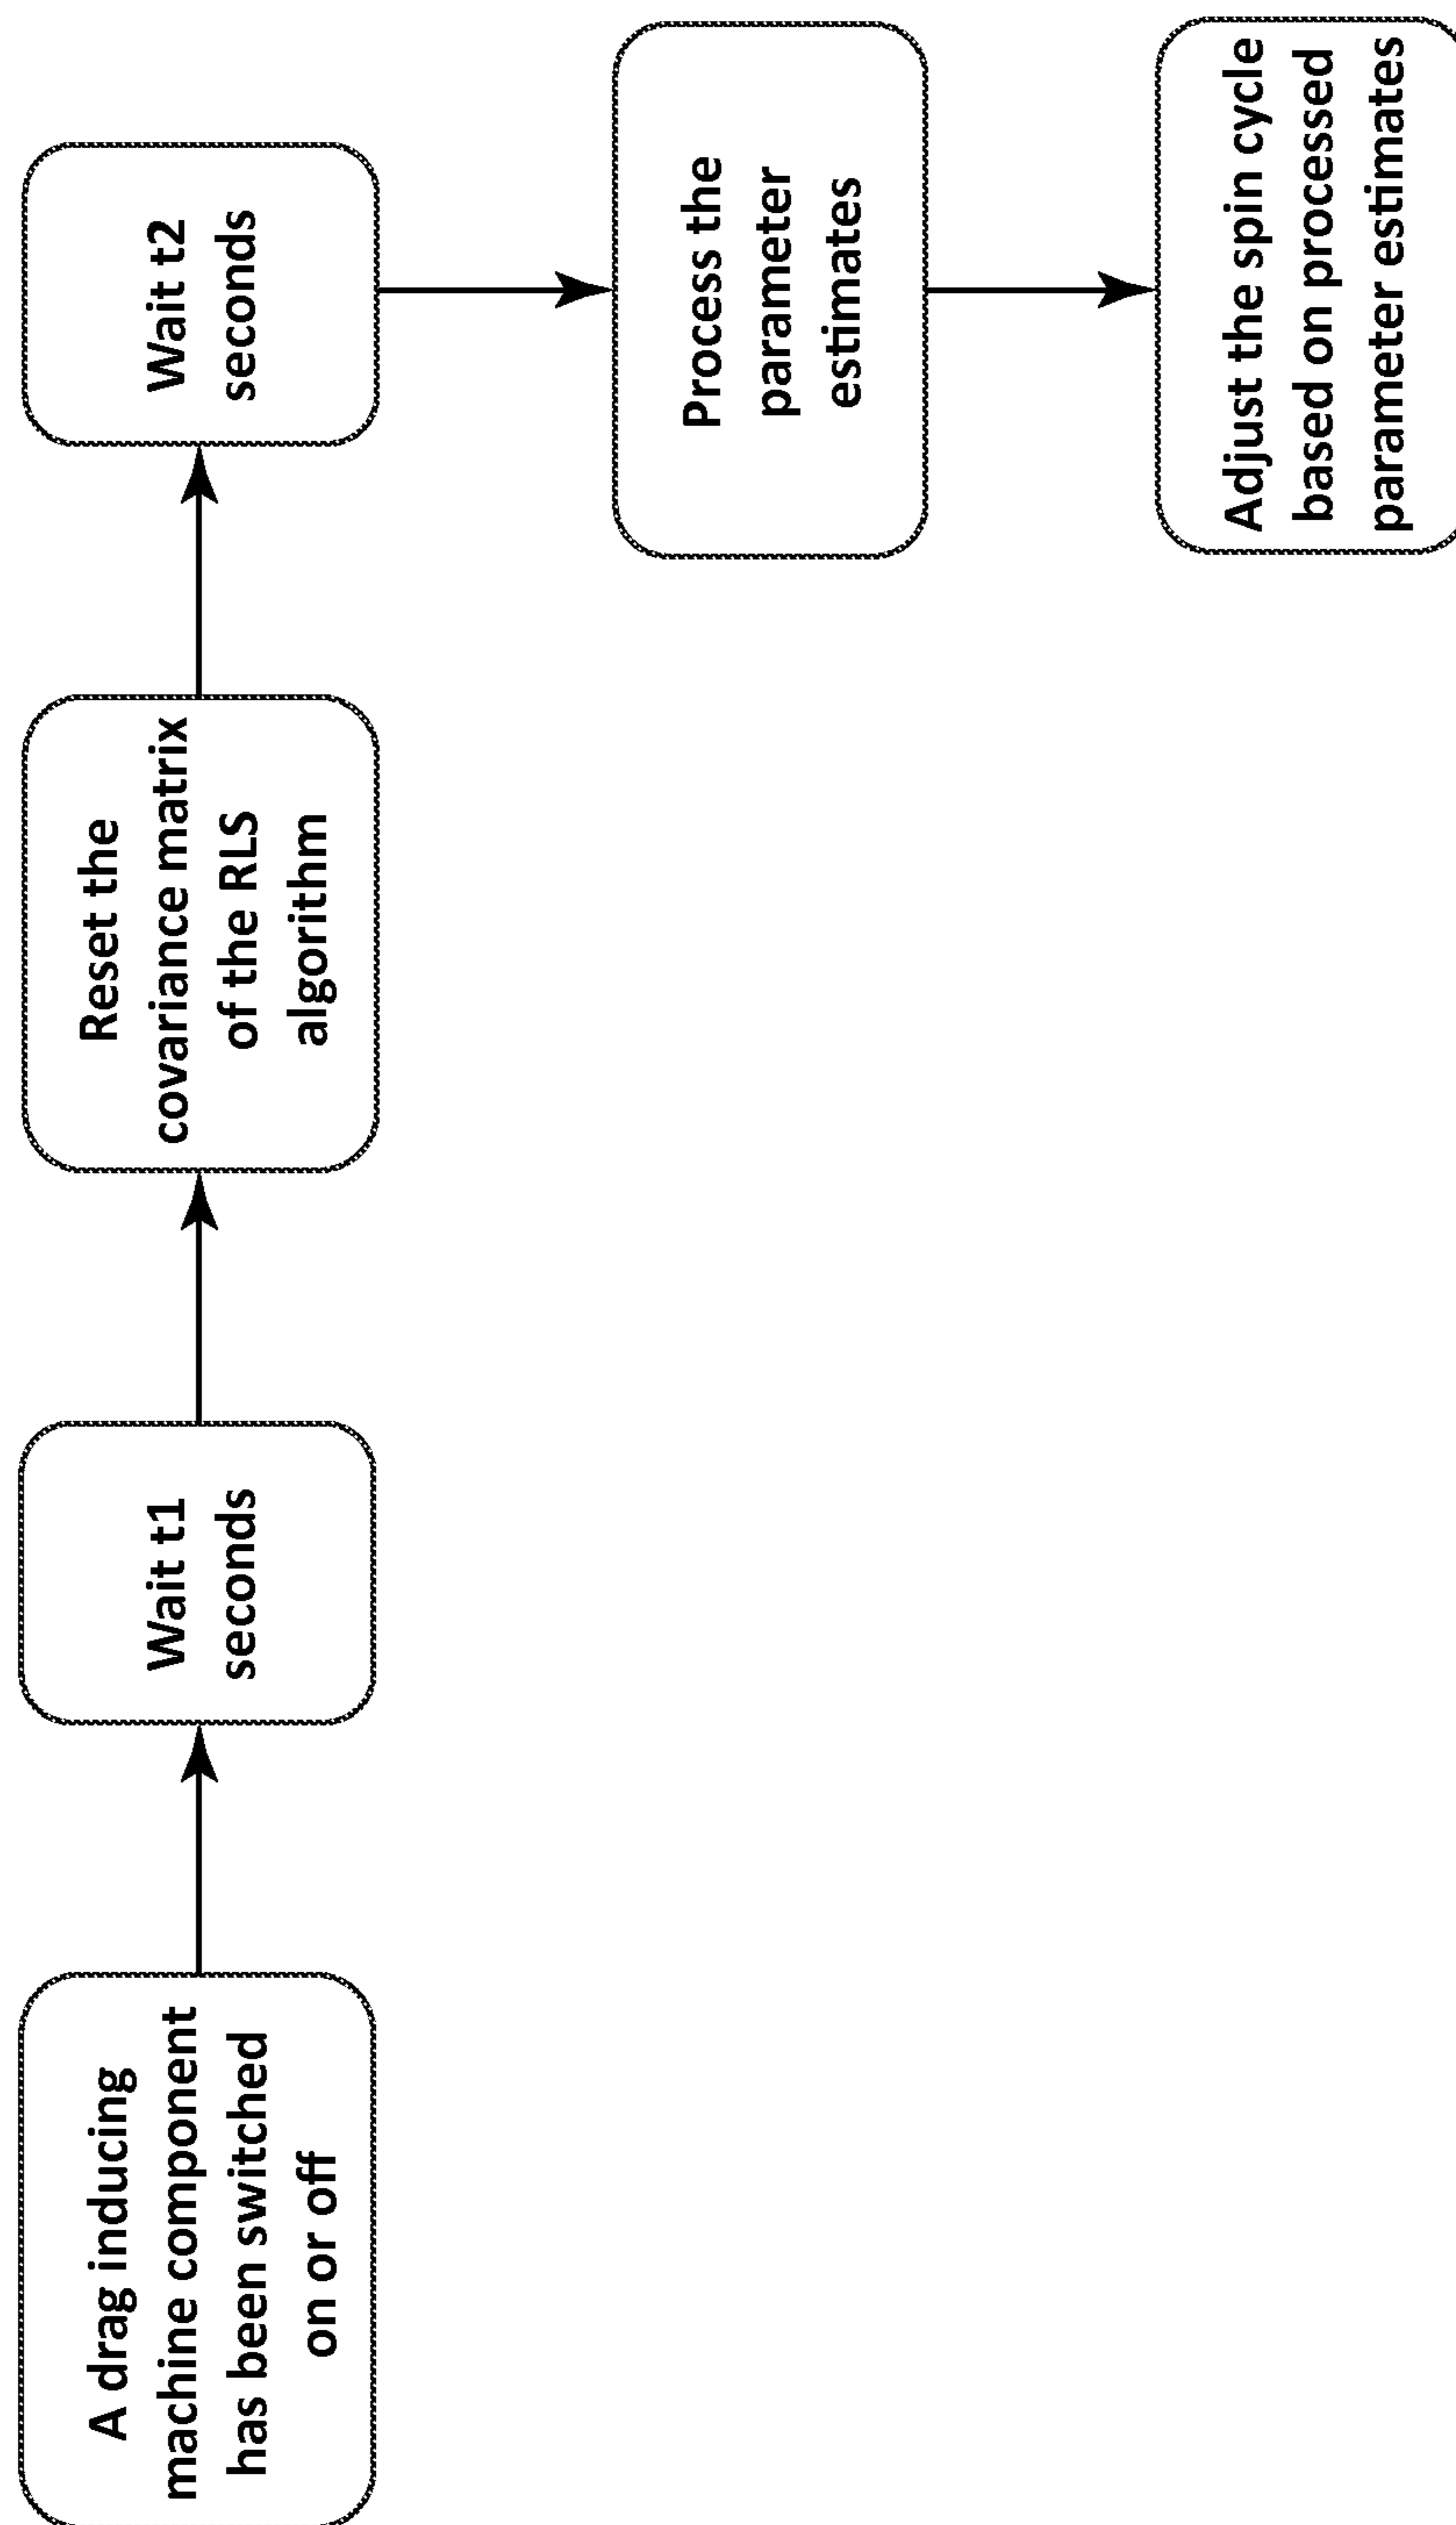 A drag inducing
machine component
has been switched
on or off
Wait t1
seconds
Reset the
covariance matrix
of the RLS
algorithm
Wait t2
seconds
Process the
parameter
estimates
Adjust the spin cycle
based on processed
parameter estimates